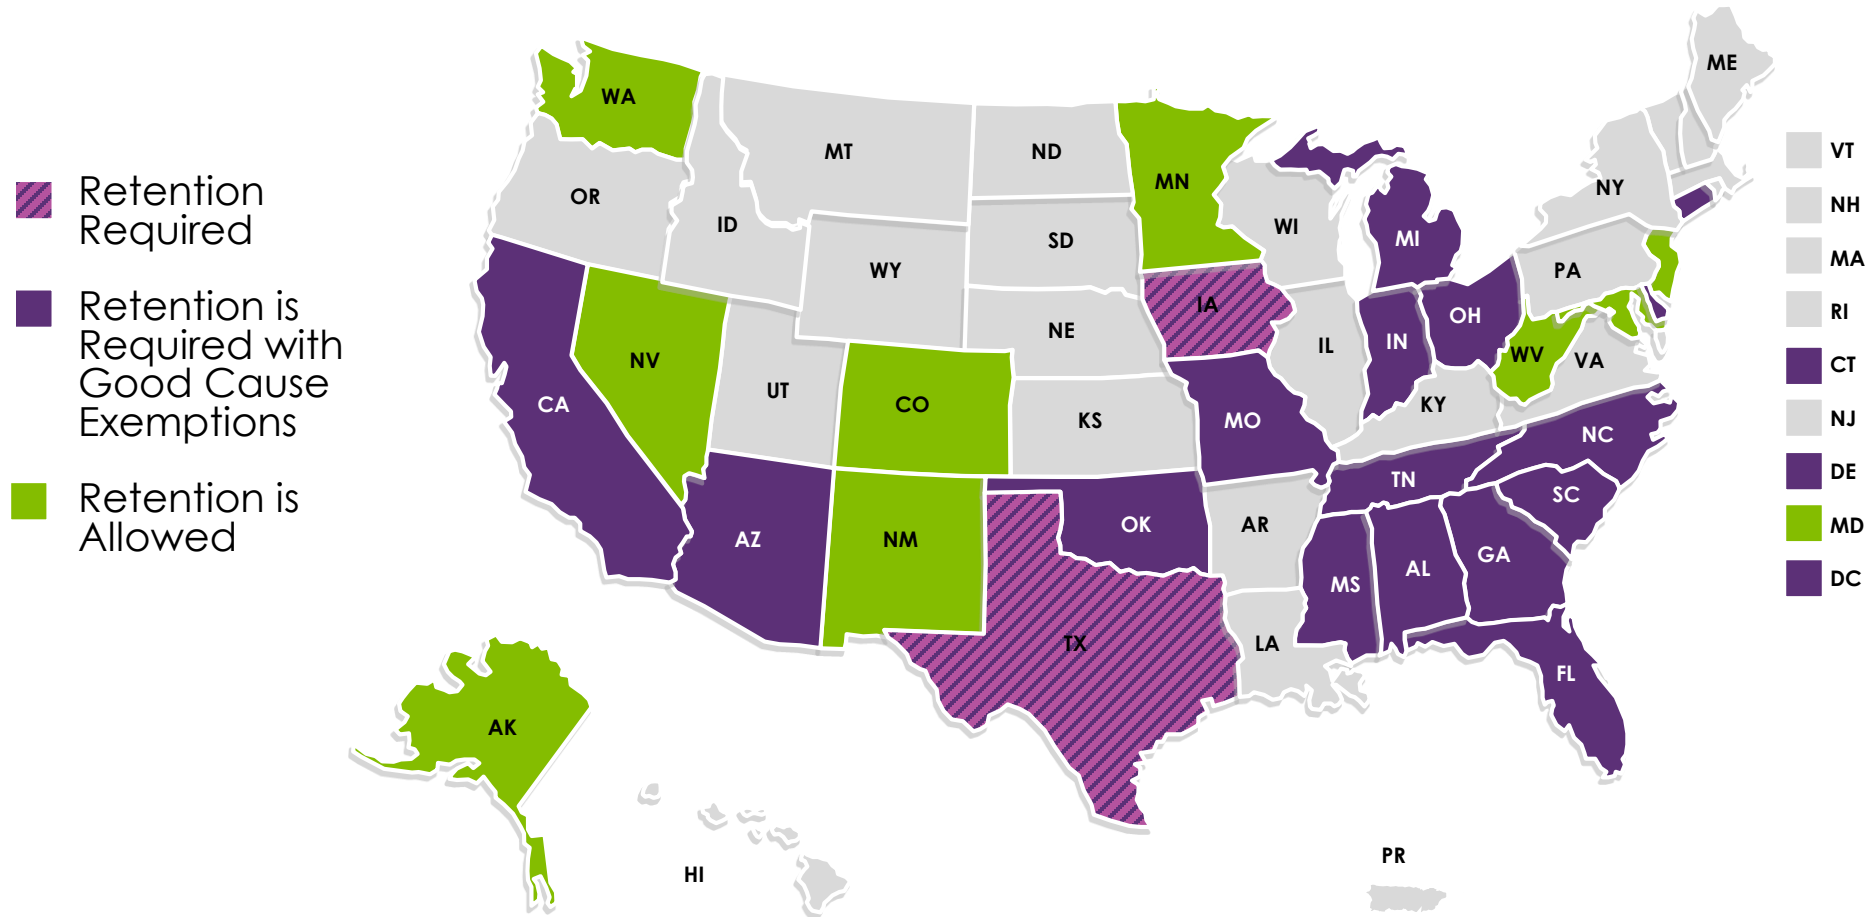 Retention
Required
Retention is
Required with
Good Cause
Exemptions
Retention is
Allowed
WA
OR
CA
NV
ID
MT
WY
UT
AZ
CO
NM
ND
SD
NE
KS
OK
TX
MN
IA
MO
AR
LA
WI
IL
MI
IN
OH
KY
TN
MS
AL
GA
FL
SC
NC
VA
WV
PA
NY
ME
AK
HI
PR
VT
NH
MA
RI
CT
NJ
DE
MD
DC